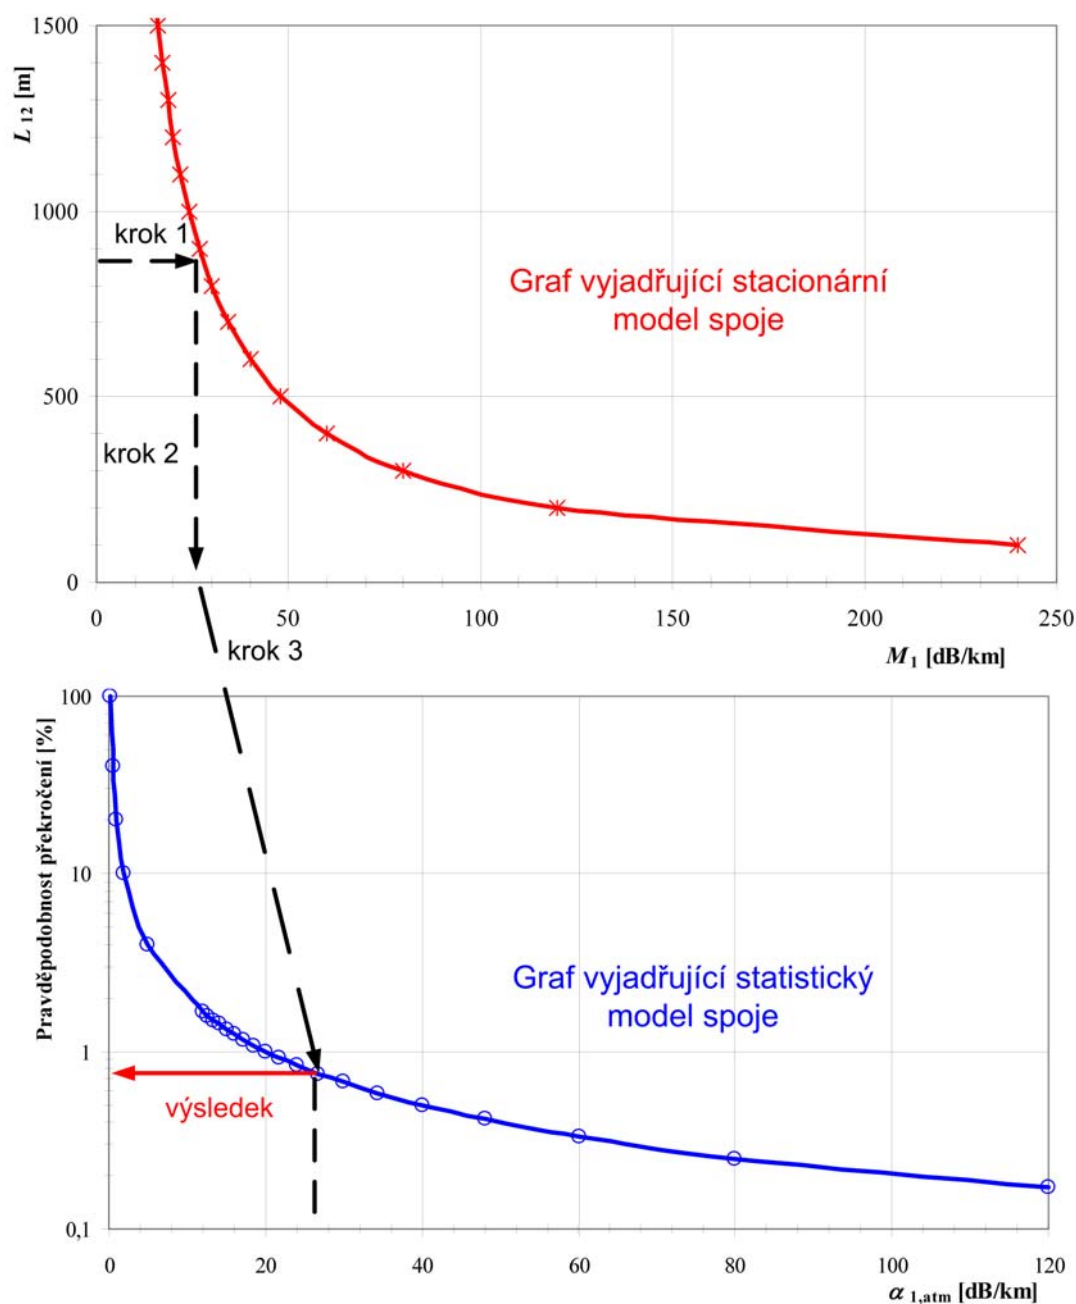 1500
L12 [m]
krok 1
1000
Graf vyjadřující stacionární
model spoje
500
krok 2
0
0 50 100 150 200 250
krok 3
M1 [dB/km]
100
Pravděpodobnost překročení [%]
10
Graf vyjadřující statistický
model spoje
1
výsledek
0,1
0 20 40 60 80 100 120
α 1,atm [dB/km]